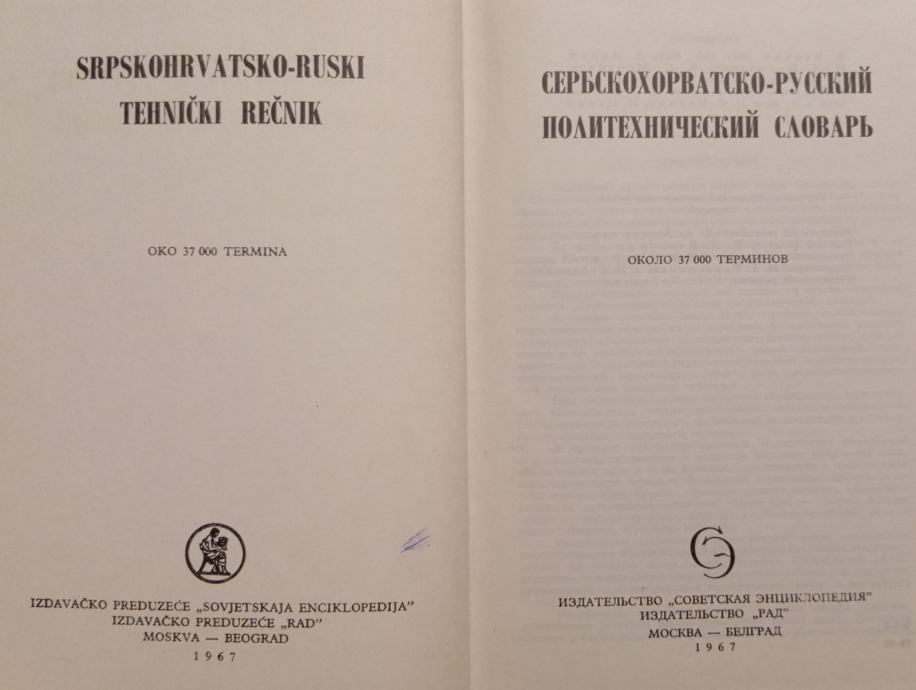 SRPSKOHRVATSKO-RUSKI
TEHNIČKI REČNIK
OKO 37 000 TERMINA
IZDAVAČKO PREDUZEĆE „SOVJETSKAJA ENCIKLOPEDIJA”
IZDAVAČKO PREDUZEĆE „RAD”
MOSKVA — BEOGRAD
1967
СЕРБСКОХОРВАТСКО-РУССКИЙ
ПОЛИТЕХНИЧЕСКИЙ СЛОВАРЬ
ОКОЛО 37 000 ТЕРМИНОВ
СЭ
ИЗДАТЕЛЬСТВО „СОВЕТСКАЯ ЭНЦИКЛОПЕДИЯ”
ИЗДАТЕЛЬСТВО „РАД”
МОСКВА — БЕЛГРАД
1967